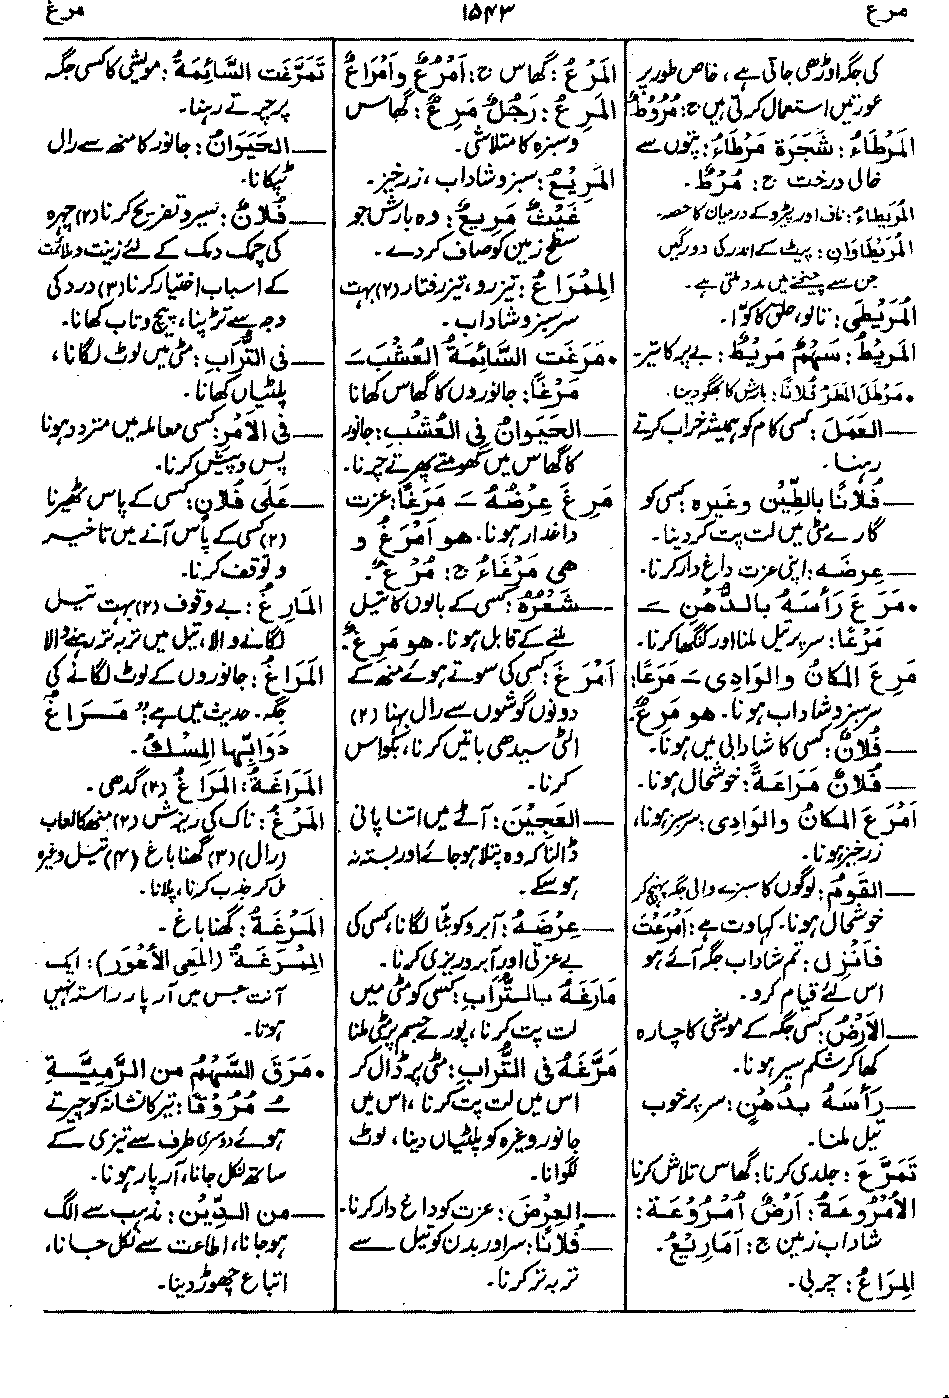 مرع
۱۵۴۳
مرغ
کی جگہ اوڑھی جاتی ہے، خاص طور پر
عورتیں استعمال کرتی ہیں ج: مُرُوطٌ
المَرْطَاءُ: شَجَرَة مَرْطَاءُ: پتوں سے
خالی درخت ج: مُرْطٌ.
المُرَيطَاءُ: ناف اور پیڑو کے درمیان کا حصہ۔
المُرَيطَاوَانِ: پیٹ کے اندر کی دو رگیں
جن سے چیخنے میں مدد ملتی ہے۔
المُرَيْطَى: تالو، حلق کا کوّا.
المَرِيْطُ: سَهْمٌ مَرِيْطٌ: بے پر کا تیر۔
• مَرْطَلَ المَطَرُ فُلَانًا: بارش کا بھگو دینا۔
—العَمَلَ: کسی کام کو ہمیشہ خراب کرتے
رہنا۔
—فُلَانًا بِالطِّيْنِ وغَيرِه: کسی کو
گارے مٹی میں لت پت کر دینا۔
—عِرضَه: اپنی عزت داغ دار کرنا۔
• مَرَعَ رَأسَهُ بِالدُّهْنِ ـَ
مَرْعًا: سر پر تیل ملنا اور کنگھا کرنا۔
مَرِعَ المَكَانُ والوَادِى ـَ مَرَعًا:
سرسبز و شاداب ہونا۔ هو مَرِعٌ.
—فُلَانٌ: کسی کا شادابی میں ہونا۔
—فُلَانٌ مَرَاعَةً: خوشحال ہونا۔
اَمْرَعَ المَكَانُ والوَادِى: سرسبز ہونا،
زرخیز ہونا۔
—القَومُ: لوگوں کا سبزے والی جگہ پہنچ کر
خوشحال ہونا۔ کہاوت ہے: اَمْرَعْتَ
فَانْزِل: تم شاداب جگہ آئے ہو
اس لئے قیام کرو۔
—الاَرْضُ: کسی جگہ کے مویشی کا چارہ
کھا کر شکم سیر ہونا۔
—رَأسَهُ بِدُهْنٍ: سر پر خوب
تیل ملنا۔
تَمَرَّعَ: جلدی کرنا: گھاس تلاش کرنا
الاُمْرُوعَةُ: اَرْضٌ اُمْرُوعَة:
شاداب زمین ج: اَمَارِيْعُ.
المِرَاعُ: چربی۔
المَرْعُ: گھاس ج: اَمْرُعٌ واَمْرَاعٌ
المَرِعُ: رَجُلٌ مَرِعٌ: گھاس
و سبزہ کا متلاشی۔
المَرِيْعُ: سبز و شاداب، زرخیز۔
غَيْثٌ مَرِيعٌ: وہ بارش جو
سطح زمین کو صاف کر دے۔
المِمْرَاعُ: تیز رو، تیز رفتار (۲) بہت
سرسبز و شاداب۔
• مَرَغَت السَّائِمَةُ العُشْبَ ـَ
مَرْغًا: جانوروں کا گھاس کھانا
—الحَيوَانُ فِى العُشْبِ: جانور
کا گھاس میں گھومتے پھرتے چرنا۔
مَرِغَ عِرْضُهُ ـَ مَرَغًا: عزت
داغدار ہونا۔ هو اَمْرَغُ و
هى مَرْغَاءُ ج: مُرْغٌ.
—شَعْرُهُ: کسی کے بالوں کا تیل
ملنے کے قابل ہونا۔ هو مَرِغٌ.
اَمْرَغَ: کسی کی سوتے ہوئے منھ کے
دونوں گوشوں سے رال بہنا (۲)
الٹی سیدھی باتیں کرنا، بکواس
کرنا۔
—العَجِيْنَ: آٹے میں اتنا پانی
ڈالنا کہ وہ پتلا ہو جائے اور بستہ نہ
ہو سکے۔
—عِرضَهُ: آبرو کو بٹا لگانا، کسی کی
بے عزتی اور آبرو ریزی کرنا۔
مَارَغَهُ بِالتُّرَابِ: کسی کو مٹی میں
لت پت کرنا، پورے جسم پر مٹی ملنا
مَرَّغَهُ فى التُّرَابِ: مٹی پر ڈال کر
اس میں لت پت کرنا، اس میں
جانور وغیرہ کو پلٹیاں دینا، لوٹ
لگوانا۔
—العِرْضَ: عزت کو داغ دار کرنا۔
—فُلَانًا: سر اور بدن کو تیل سے
تر بہ تر کرنا۔
تَمَرَّغَت السَّائِمَةُ: مویشی کا کسی جگہ
پر چرتے رہنا۔
—الحَيَوانُ: جانور کا منھ سے رال
ٹپکانا۔
—فُلَانٌ: سیر و تفریح کرنا (۲) چہرہ
کی چمک دمک کے لئے زینت و ملائمت
کے اسباب اختیار کرنا (۳) درد کی
وجہ سے تڑپنا، پیچ و تاب کھانا۔
—فى التُّرَابِ: مٹی میں لوٹ لگانا،
پلٹیاں کھانا۔
—فى الاَمْرِ: کسی معاملہ میں متردد ہونا
پس و پیش کرنا۔
—عَلَى فُلَانٍ: کسی کے پاس ٹھیرنا
(۲) کسی کے پاس آنے میں تاخیر
و توقف کرنا۔
المَارِغُ: بے وقوف (۲) بہت تیل
لگانے والا، تیل میں تر بہ تر رہنے والا
المَرَاغُ: جانوروں کے لوٹ لگانے کی
جگہ۔ حدیث میں ہے: "مَرَاغُ
دَوَابِّهَا المِسْكُ.
المَرَاغَةُ: المَرَاغُ (۲) گدھی۔
المَرْغُ: ناک کی ریزش (۲) منھ کا لعاب
(رال) (۳) گھنا باغ (۴) تیل وغیرہ
مل کر جذب کرنا، پلانا۔
المَرْغَةُ: گھنا باغ۔
المِمْرَغَةُ (المِعَى الأَعْوَر): ایک
آنت جس میں آر پار راستہ نہیں
ہوتا۔
• مَرَقَ السَّهْمُ مِن الرَّمِيَّةِ
ـُ مُرُوقًا: تیر کا نشانہ کو چیرتے
ہوئے دوسری طرف سے تیزی کے
ساتھ نکل جانا، آر پار ہونا۔
—مِن الدِّيْنِ: مذہب سے الگ
ہو جانا، اطاعت سے نکل جانا،
اتباع چھوڑ دینا۔